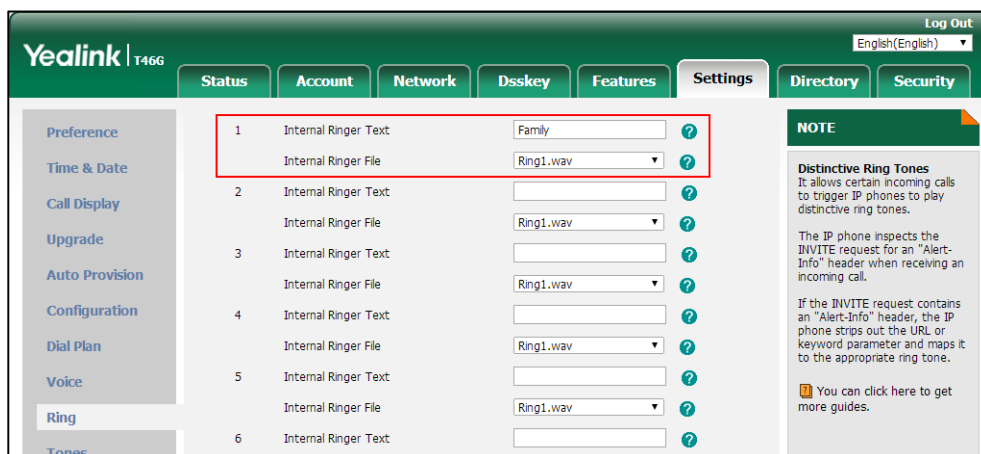 Log Out
English(English)
Yealink T46G
Status Account Network Dsskey Features Settings Directory Security
Preference
Time & Date
Call Display
Upgrade
Auto Provision
Configuration
Dial Plan
Voice
Ring
Tones
1 Internal Ringer Text Family
Internal Ringer File Ring1.wav
2 Internal Ringer Text
Internal Ringer File Ring1.wav
3 Internal Ringer Text
Internal Ringer File Ring1.wav
4 Internal Ringer Text
Internal Ringer File Ring1.wav
5 Internal Ringer Text
Internal Ringer File Ring1.wav
6 Internal Ringer Text
NOTE
Distinctive Ring Tones
It allows certain incoming calls
to trigger IP phones to play
distinctive ring tones.
The IP phone inspects the
INVITE request for an "Alert-
Info" header when receiving an
incoming call.
If the INVITE request contains
an "Alert-Info" header, the IP
phone strips out the URL or
keyword parameter and maps it
to the appropriate ring tone.
You can click here to get
more guides.